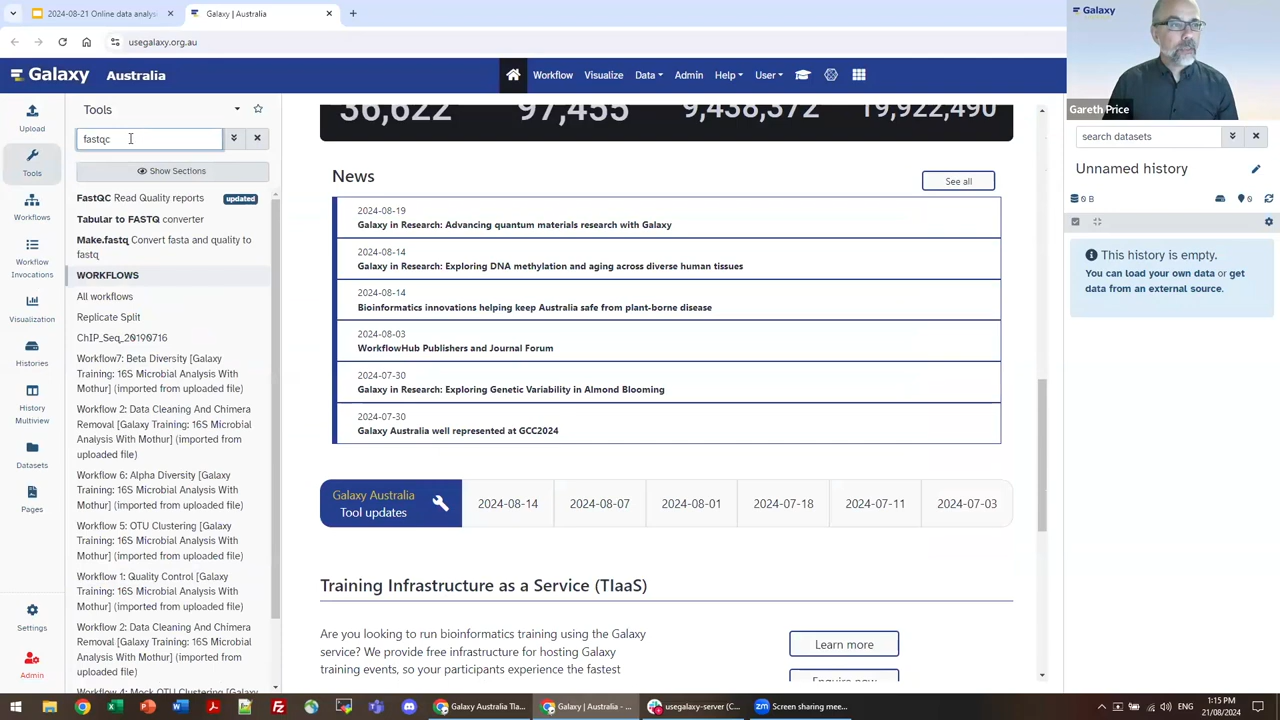 2024-08-21 Online data analys
Galaxy | Australia
usegalaxy.org.au
Galaxy
Australia
Workflow
Visualize
Data
Admin
Help
User
Galaxy
Gareth Price
Upload
Tools
Workflows
Workflow
Invocations
Visualization
Histories
History
Multiview
Datasets
Pages
Settings
Admin
Tools
fastqc
Show Sections
FastQC Read Quality reports updated
Tabular to FASTQ converter
Make.fastq Convert fasta and quality to
fastq
WORKFLOWS
All workflows
Replicate Split
ChIP_Seq_20190716
Workflow7: Beta Diversity [Galaxy
Training: 16S Microbial Analysis With
Mothur] (imported from uploaded file)
Workflow 2: Data Cleaning And Chimera
Removal [Galaxy Training: 16S Microbial
Analysis With Mothur] (imported from
uploaded file)
Workflow 6: Alpha Diversity [Galaxy
Training: 16S Microbial Analysis With
Mothur] (imported from uploaded file)
Workflow 5: OTU Clustering [Galaxy
Training: 16S Microbial Analysis With
Mothur] (imported from uploaded file)
Workflow 1: Quality Control [Galaxy
Training: 16S Microbial Analysis With
Mothur] (imported from uploaded file)
Workflow 2: Data Cleaning And Chimera
Removal [Galaxy Training: 16S Microbial
Analysis With Mothur] (imported from
uploaded file)
Workflow 4: Mock OTU Clustering [Galaxy
36,622 97,455 9,438,372 19,922,490
News
See all
2024-08-19
Galaxy in Research: Advancing quantum materials research with Galaxy
2024-08-14
Galaxy in Research: Exploring DNA methylation and aging across diverse human tissues
2024-08-14
Bioinformatics innovations helping keep Australia safe from plant-borne disease
2024-08-03
WorkflowHub Publishers and Journal Forum
2024-07-30
Galaxy in Research: Exploring Genetic Variability in Almond Blooming
2024-07-30
Galaxy Australia well represented at GCC2024
Galaxy Australia
Tool updates
2024-08-14
2024-08-07
2024-08-01
2024-07-18
2024-07-11
2024-07-03
Training Infrastructure as a Service (TIaaS)
Are you looking to run bioinformatics training using the Galaxy
service? We provide free infrastructure for hosting Galaxy
training events, so your participants experience the fastest
Learn more
Enquire now
search datasets
Unnamed history
0 B
0
This history is empty.
You can load your own data or get
data from an external source.
Galaxy Australia TIa...
Galaxy | Australia - ...
usegalaxy-server (C...
Screen sharing mee...
ENG
1:15 PM
21/08/2024